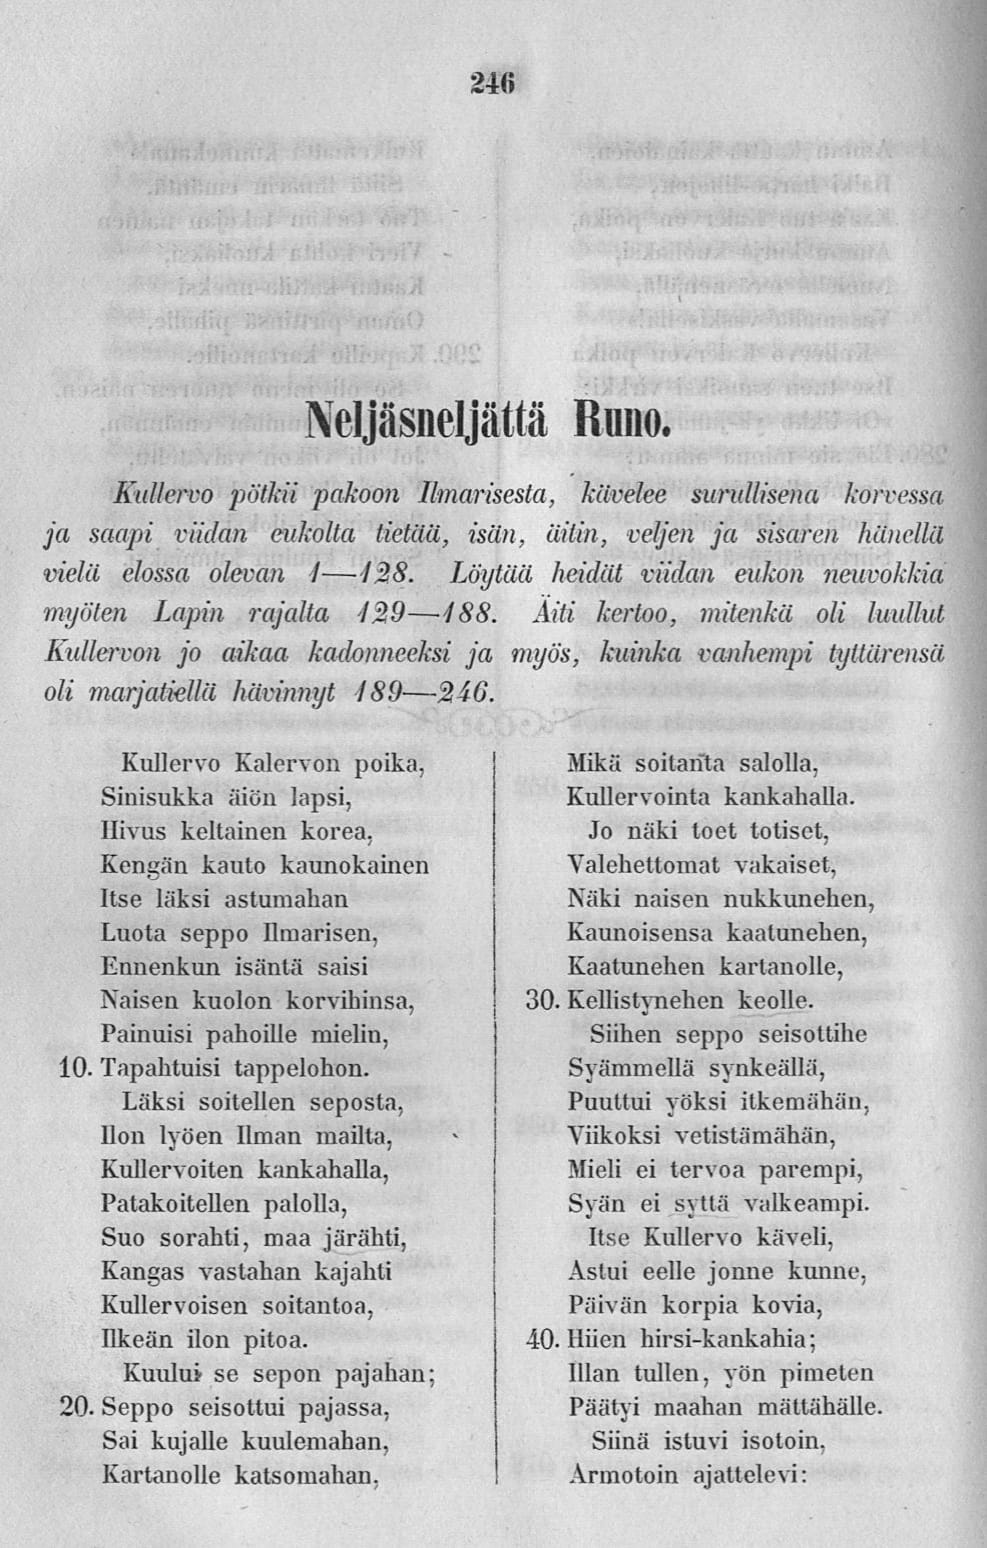 246
Neljäsneljättä Runo.
Kullervo pötkii pakoon Ilmarisesta, kävelee surullisena korvessa
ja saapi viidan eukolta tietää, isän, äitin, veljen ja sisaren hänellä
vielä elossa olevan 1—128. Löytää heidät viidan eukon neuvokkia
myöten Lapin rajalta 129—188. Äiti kertoo, mitenkä oli luullut
Kullervon jo aikaa kadonneeksi ja myös, kuinka vanhempi tyttärensä
oli marjatiellä hävinnyt 189—246.
Kullervo Kalervon poika,
Sinisukka äiön lapsi,
Hivus keltainen korea,
Kengän kauto kaunokainen
Itse läksi astumahan
Luota seppo Ilmarisen,
Ennenkun isäntä saisi
Naisen kuolon korvihinsa,
Painuisi pahoille mielin,
10. Tapahtuisi tappelohon.
Läksi soitellen seposta,
Ilon lyöen Ilman mailta,
Kullervoiten kankahalla,
Patakoitellen palolla,
Suo sorahti, maa järähti,
Kangas vastahan kajahti
Kullervoisen soitantoa,
Ilkeän ilon pitoa.
Kuului se sepon pajahan;
20. Seppo seisottui pajassa,
Sai kujalle kuulemahan,
Kartanolle katsomahan,
Mikä soitanta salolla,
Kullervointa kankahalla.
Jo näki toet totiset,
Valehettomat vakaiset,
Näki naisen nukkunehen,
Kaunoisensa kaatunehen,
Kaatunehen kartanolle,
30. Kellistynehen keolle.
Siihen seppo seisottihe
Syämmellä synkeällä,
Puuttui yöksi itkemähän,
Viikoksi vetistämähän,
Mieli ei tervoa parempi,
Syän ei syttä valkeampi.
Itse Kullervo käveli,
Astui eelle jonne kunne,
Päivän korpia kovia,
40. Hiien hirsi-kankahia;
Illan tullen, yön pimeten
Päätyi maahan mättähälle.
Siinä istuvi isotoin,
Armotoin ajattelevi: